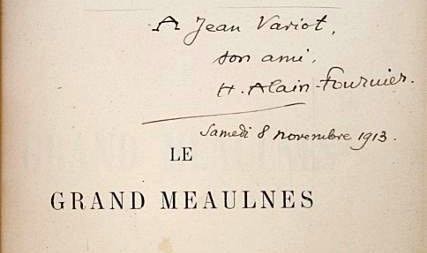 A Jean Variot,
son ami,
H. Alain-Fournier.
Samedi 8 novembre 1913.
LE
GRAND MEAULNES